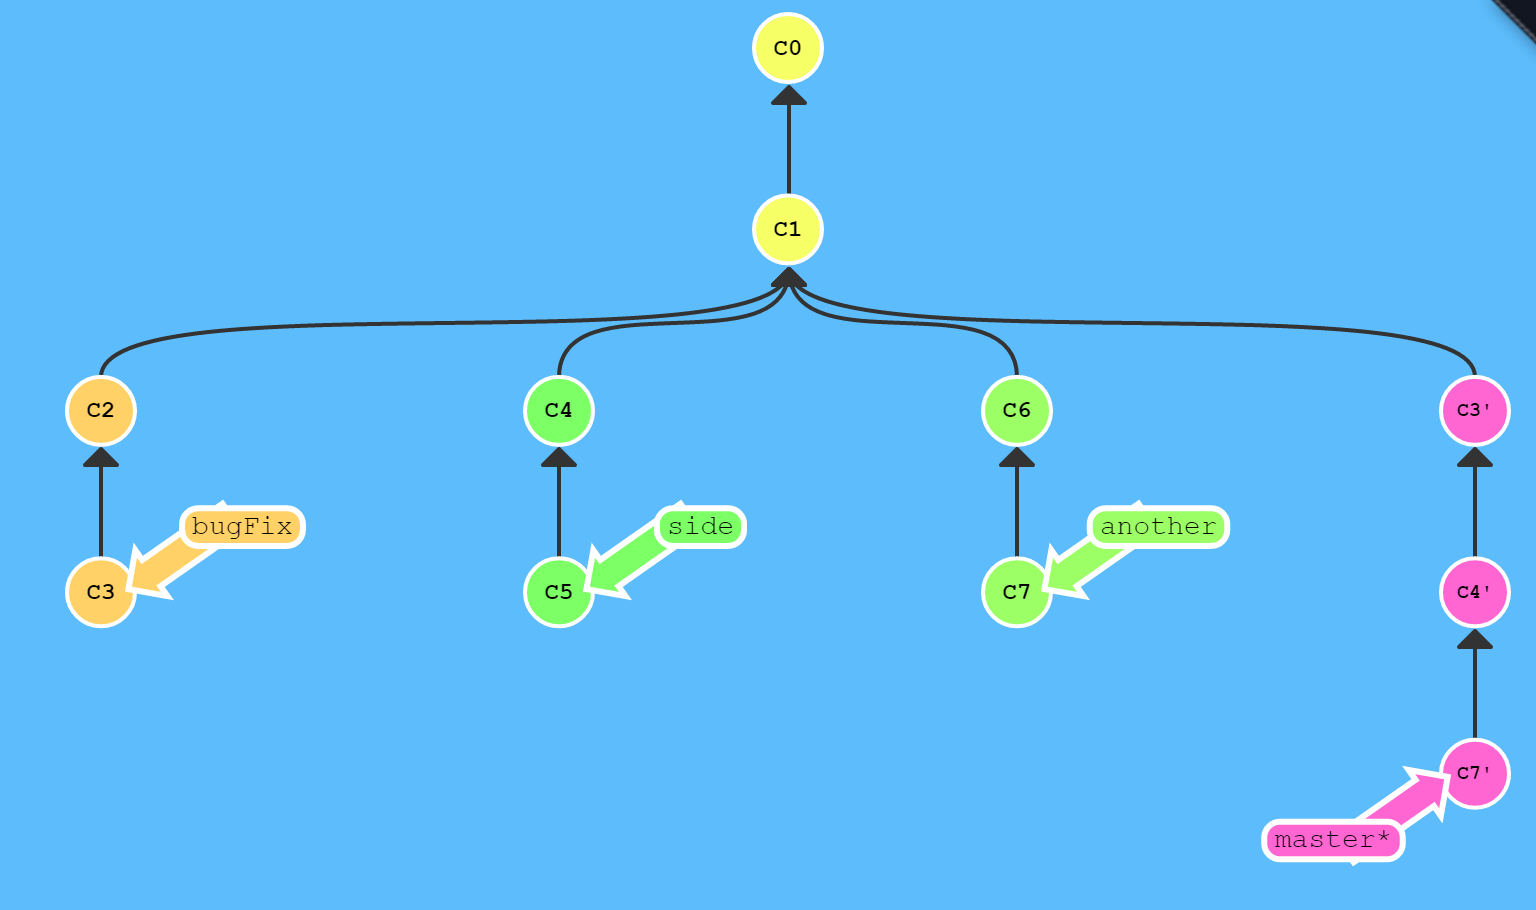 C0
C1
C2
C4
C6
C3'
bugFix
side
another
C3
C5
C7
C4'
C7'
master*